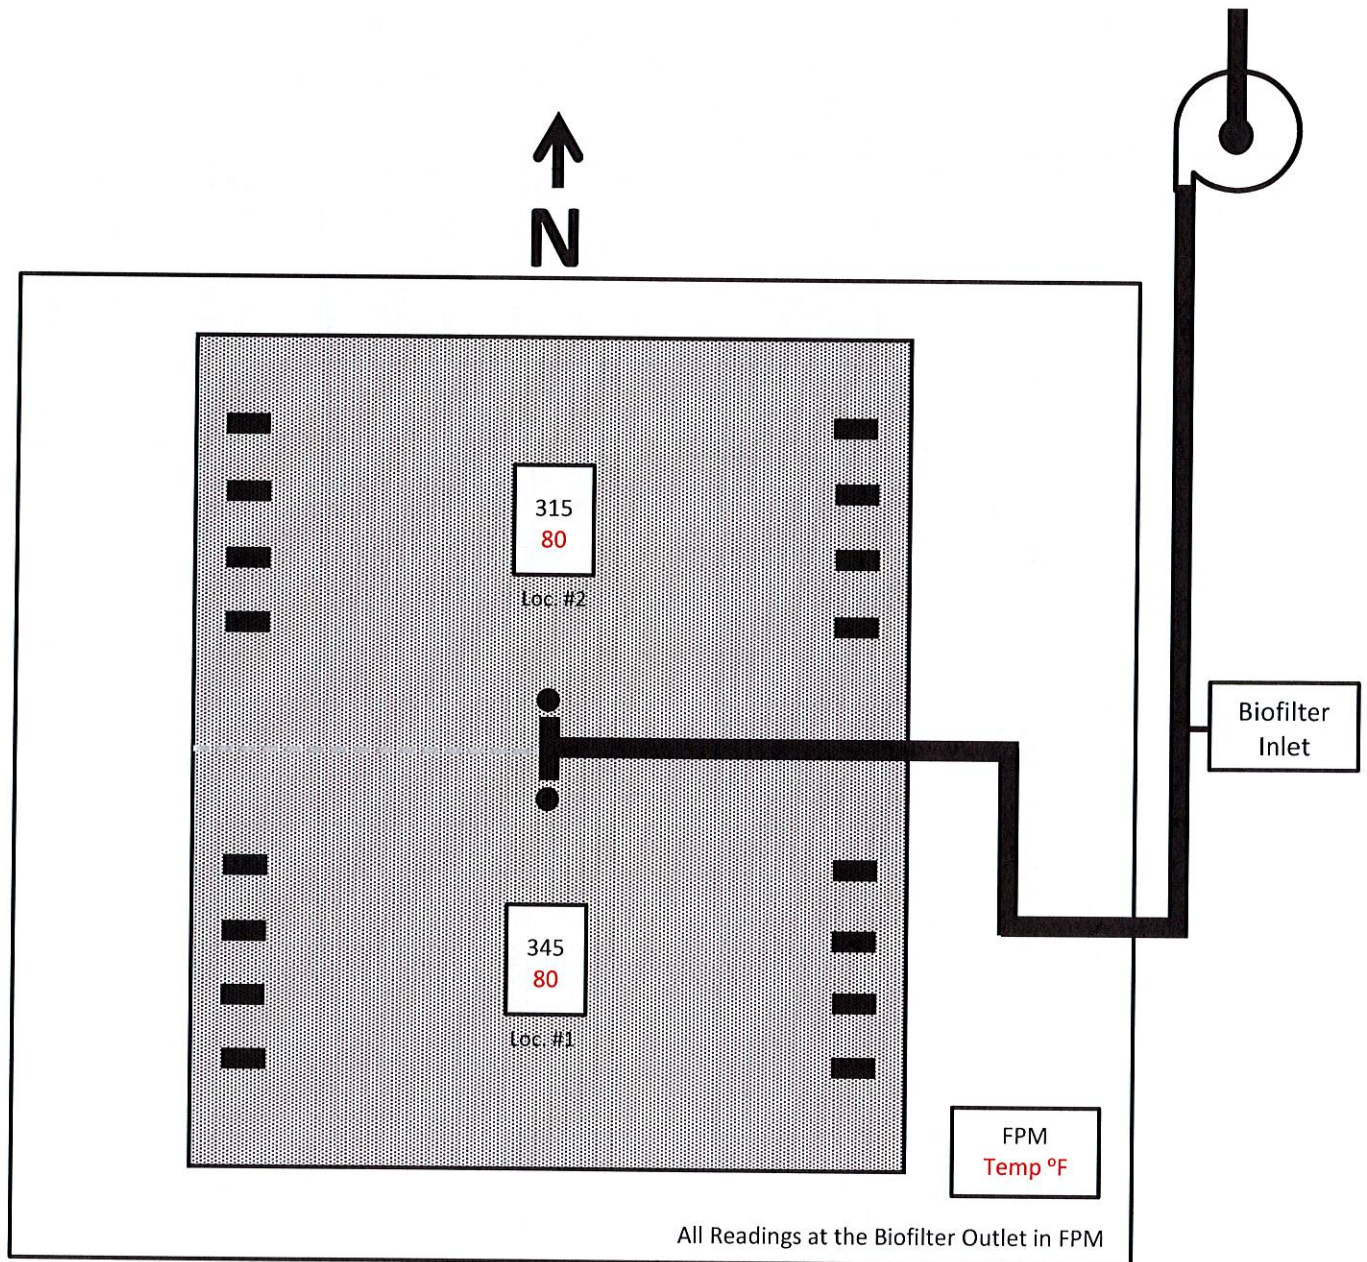 N
315
80
Loc. #2
Biofilter
Inlet
345
80
Loc. #1
FPM
Temp ºF
All Readings at the Biofilter Outlet in FPM